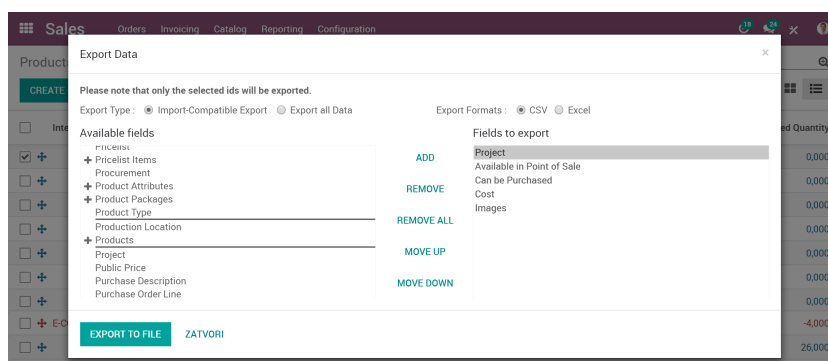 Sales Orders Invoicing Catalog Reporting Configuration 18 24
Product
Export Data ×
CREATE
Please note that only the selected ids will be exported.
Export Type : Import-Compatible Export Export all Data Export Formats : CSV Excel
Inte
ed Quantity
Available fields
Pricelist
Pricelist Items
Procurement
Product Attributes
Product Packages
Product Type
Production Location
Products
Project
Public Price
Purchase Description
Purchase Order Line
ADD
REMOVE
REMOVE ALL
MOVE UP
MOVE DOWN
Fields to export
Project
Available in Point of Sale
Can be Purchased
Cost
Images
0,000
0,000
0,000
0,000
0,000
0,000
0,000
E-C
-4,000
26,000
EXPORT TO FILE ZATVORI